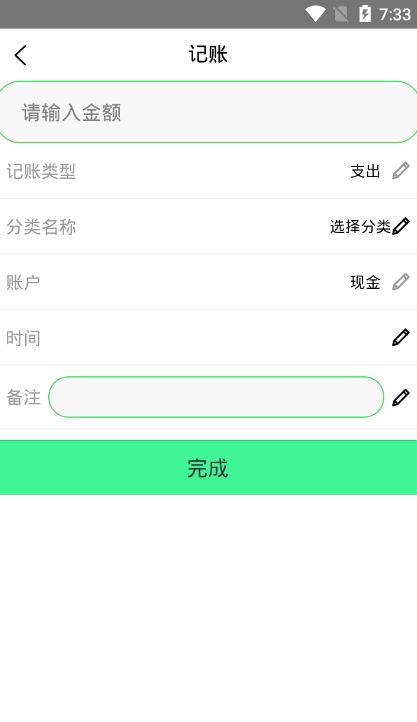 7:33
记账
请输入金额
记账类型 支出
分类名称 选择分类
账户 现金
时间
备注
完成